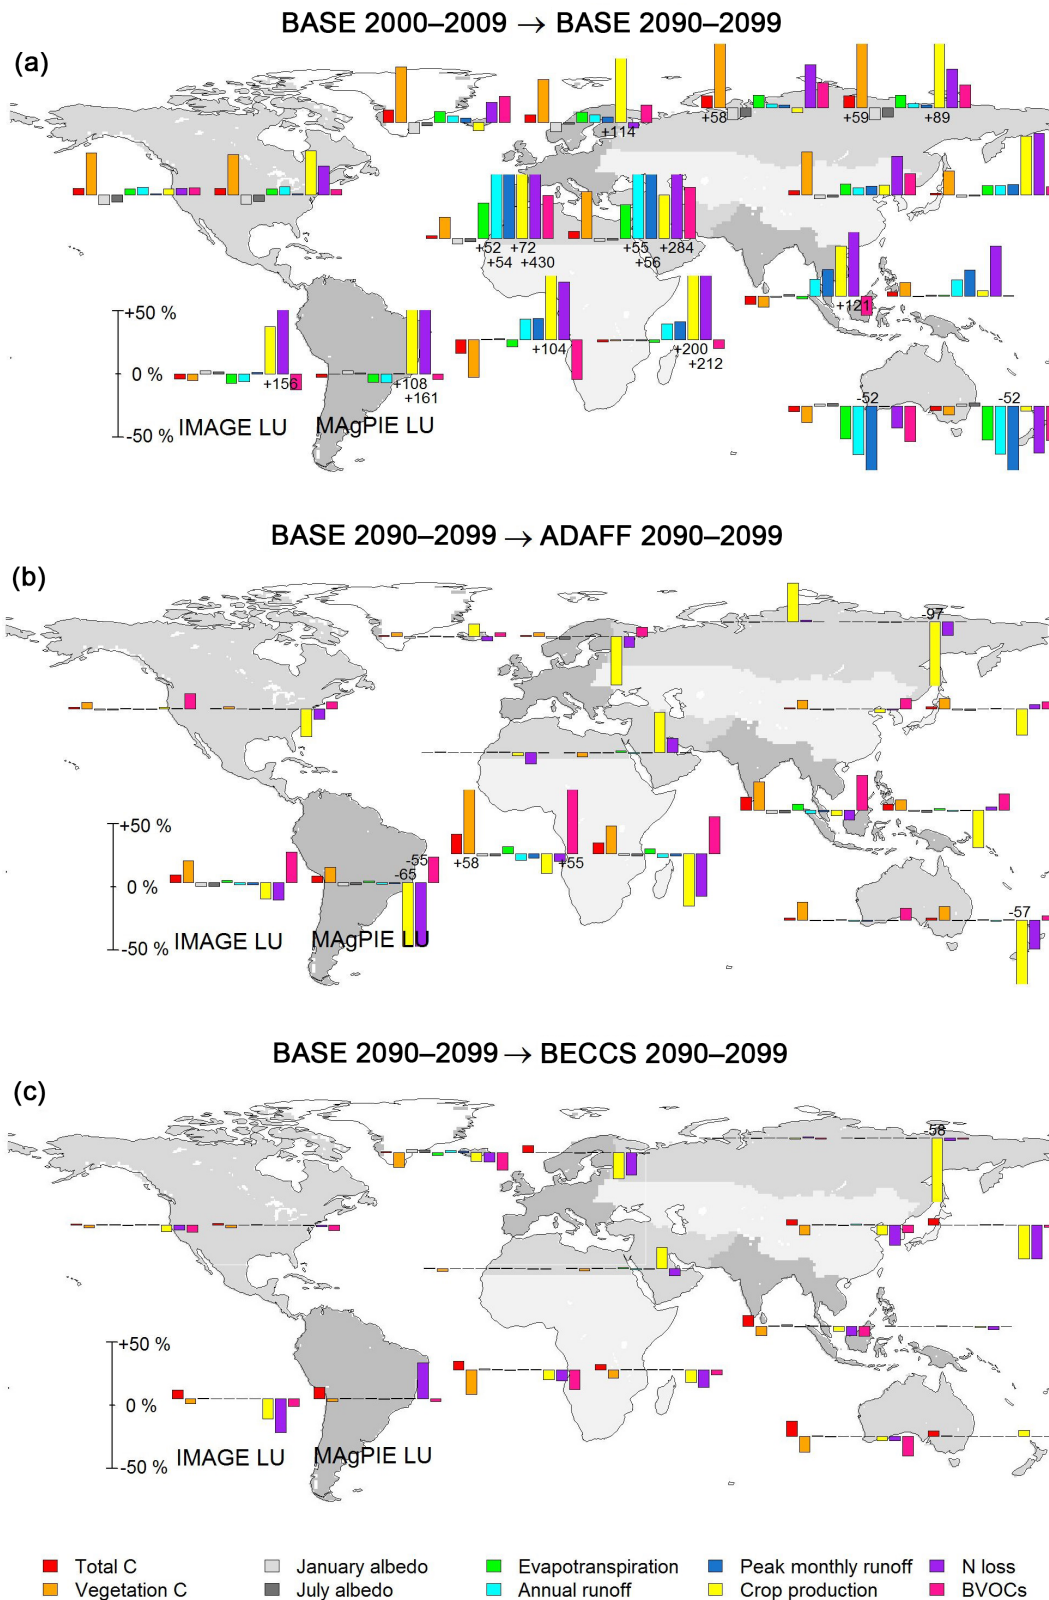 BASE 2000–2009 → BASE 2090–2099
(a)
+58
+59
+89
+114
+52
+72
+55
+284
+54
+56
+430
+121
+50 %
+104
+200
+212
0 %
+156
+108
+161
-52
-52
IMAGE LU
MAgPIE LU
-50 %
BASE 2090–2099 → ADAFF 2090–2099
(b)
-97
+50 %
-55
+58
+55
-65
0 %
-57
IMAGE LU
MAgPIE LU
-50 %
BASE 2090–2099 → BECCS 2090–2099
(c)
-58
+50 %
0 %
IMAGE LU
MAgPIE LU
-50 %
Total C
January albedo
Evapotranspiration
Peak monthly runoff
N loss
Vegetation C
July albedo
Annual runoff
Crop production
BVOCs